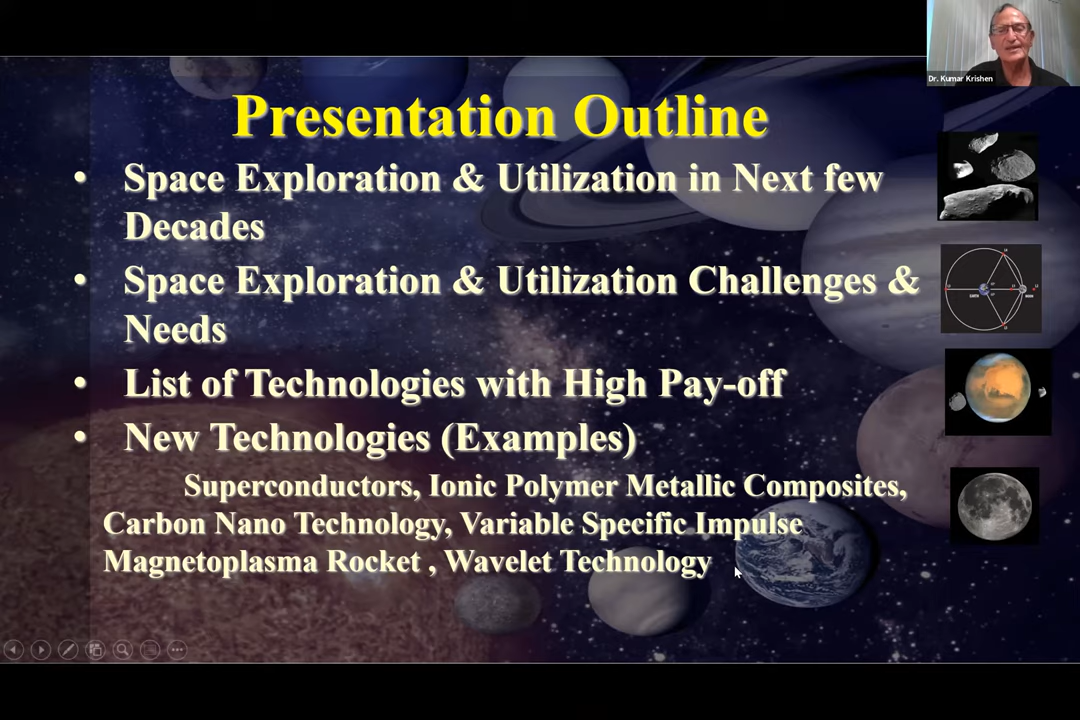 Dr. Kumar Krishen
Presentation Outline
• Space Exploration & Utilization in Next few
Decades
• Space Exploration & Utilization Challenges &
Needs
• List of Technologies with High Pay-off
• New Technologies (Examples)
Superconductors, Ionic Polymer Metallic Composites,
Carbon Nano Technology, Variable Specific Impulse
Magnetoplasma Rocket , Wavelet Technology